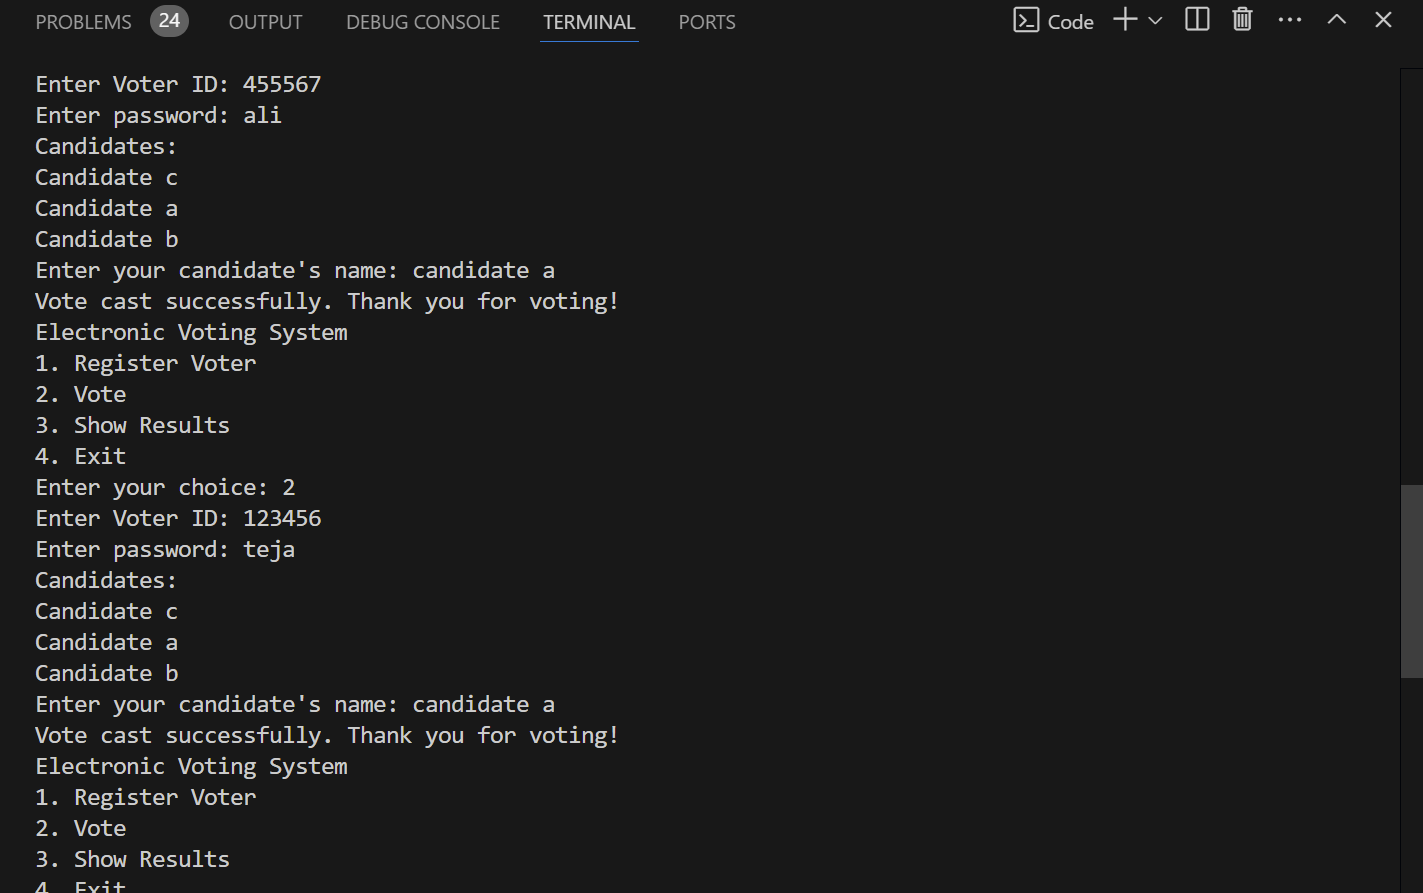 PROBLEMS 24 OUTPUT DEBUG CONSOLE TERMINAL PORTS Code
Enter Voter ID: 455567
Enter password: ali
Candidates:
Candidate c
Candidate a
Candidate b
Enter your candidate's name: candidate a
Vote cast successfully. Thank you for voting!
Electronic Voting System
1. Register Voter
2. Vote
3. Show Results
4. Exit
Enter your choice: 2
Enter Voter ID: 123456
Enter password: teja
Candidates:
Candidate c
Candidate a
Candidate b
Enter your candidate's name: candidate a
Vote cast successfully. Thank you for voting!
Electronic Voting System
1. Register Voter
2. Vote
3. Show Results
4. Exit